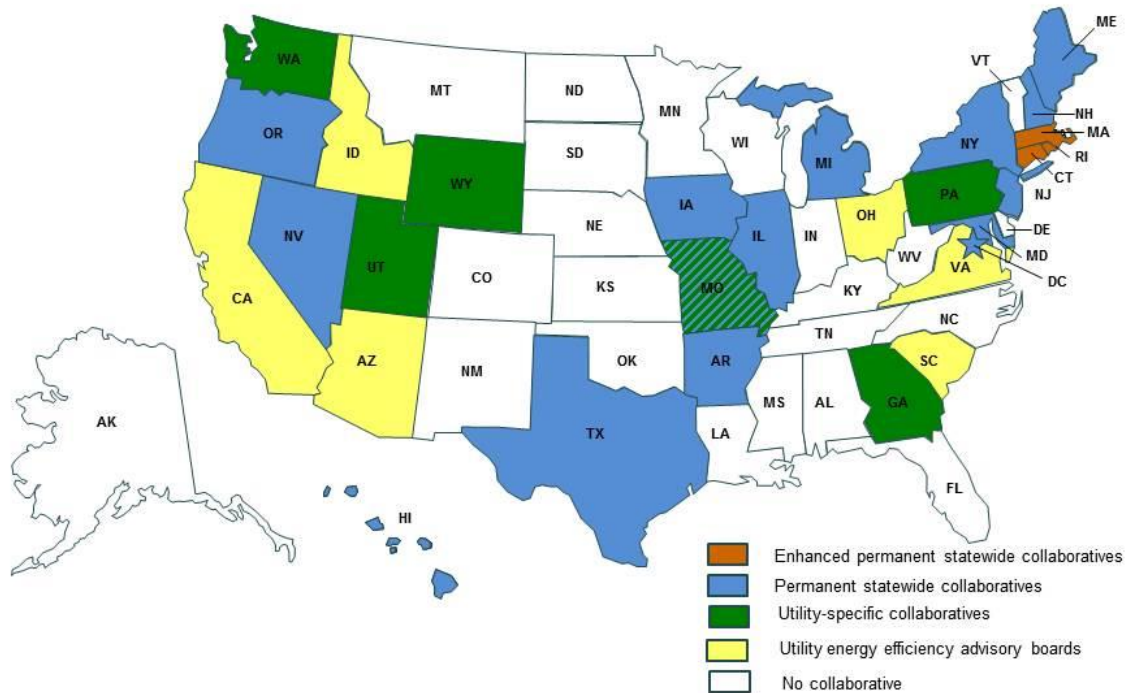 ME
WA
VT
MT
ND
MN
NH
OR
MA
ID
WI
NY
SD
MI
RI
WY
CT
PA
NJ
IA
NE
OH
NV
IL
IN
DE
UT
WV
MD
CO
VA
CA
KS
MO
DC
KY
NC
TN
AZ
OK
AR
SC
NM
MS
AL
GA
AK
TX
LA
FL
HI
Enhanced permanent statewide collaboratives
Permanent statewide collaboratives
Utility-specific collaboratives
Utility energy efficiency advisory boards
No collaborative